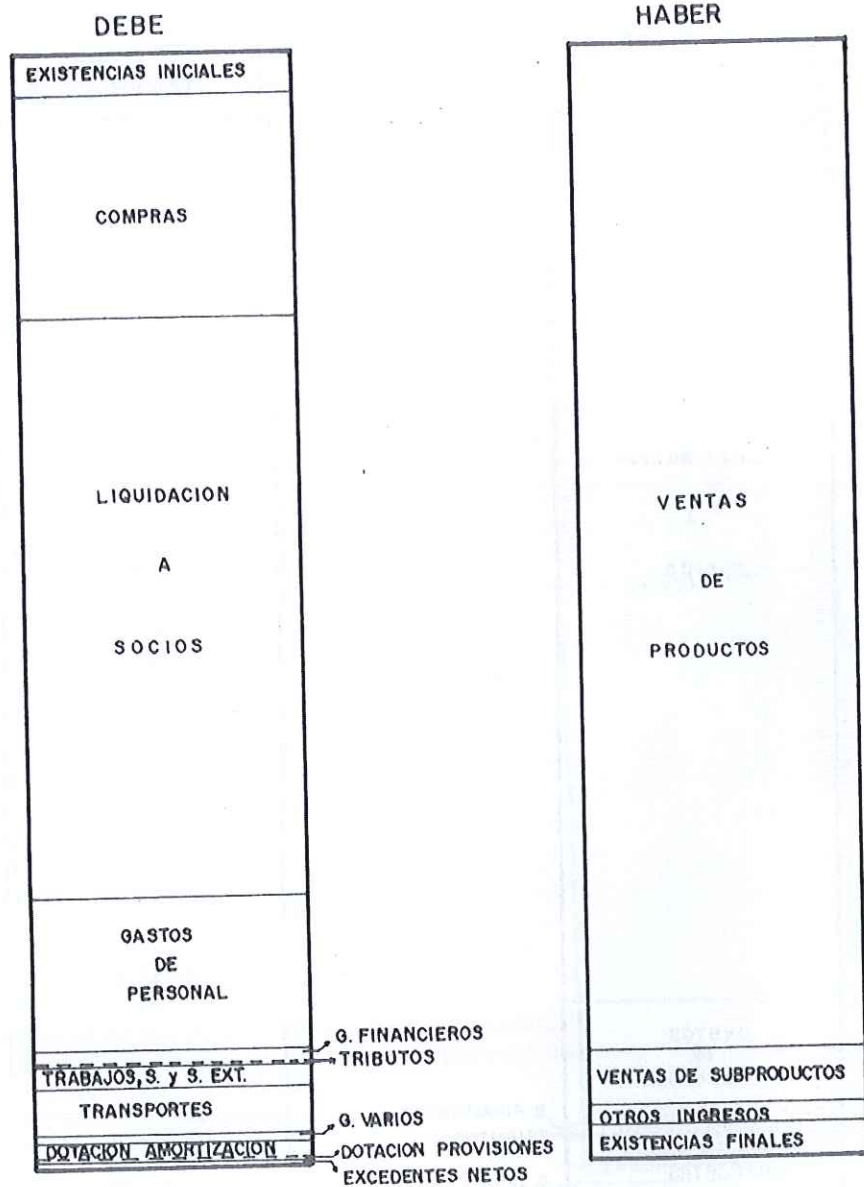 DEBE
EXISTENCIAS INICIALES
COMPRAS
LIQUIDACION
A
SOCIOS
GASTOS
DE
PERSONAL
G. FINANCIEROS
TRIBUTOS
TRABAJOS, S. y S. EXT.
TRANSPORTES
G. VARIOS
DOTACION AMORTIZACION
DOTACION PROVISIONES
EXCEDENTES NETOS
HABER
VENTAS
DE
PRODUCTOS
VENTAS DE SUBPRODUCTOS
OTROS INGRESOS
EXISTENCIAS FINALES